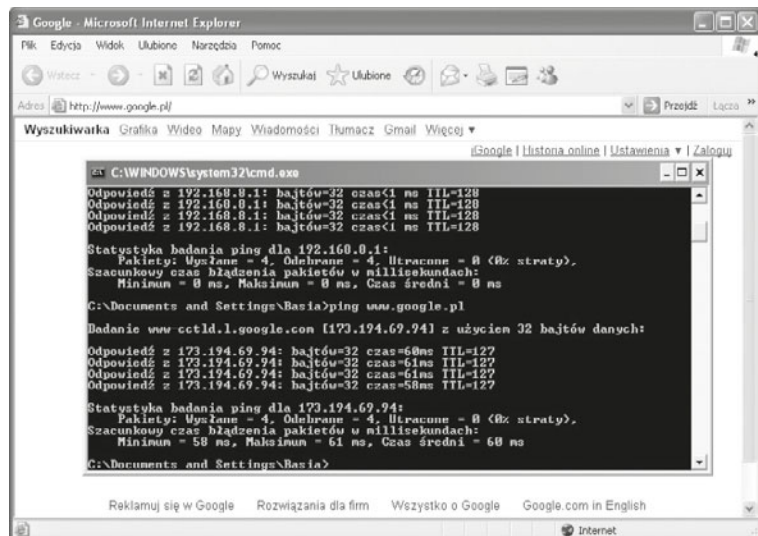 Google - Microsoft Internet Explorer
Plik Edycja Widok Ulubione Narzędzia Pomoc
Wstecz Wyszukaj Ulubione
Adres http://www.google.pl/ Przejdź Łącza »
Wyszukiwarka Grafika Wideo Mapy Wiadomości Tłumacz Gmail Więcej ▼
iGoogle | Historia online | Ustawienia ▼ | Zaloguj
C:\WINDOWS\system32\cmd.exe
Odpowiedź z 192.168.0.1: bajtów=32 czas<1 ms TTL=128
Odpowiedź z 192.168.0.1: bajtów=32 czas<1 ms TTL=128
Odpowiedź z 192.168.0.1: bajtów=32 czas<1 ms TTL=128
Odpowiedź z 192.168.0.1: bajtów=32 czas<1 ms TTL=128
Statystyka badania ping dla 192.168.0.1:
Pakiety: Wysłane = 4, Odebrane = 4, Utracone = 0 (0% straty),
Szacunkowy czas błądzenia pakietów w millisekundach:
Minimum = 0 ms, Maksimum = 0 ms, Czas średni = 0 ms
C:\Documents and Settings\Basia>ping www.google.pl
Badanie www-cctld.l.google.com [173.194.69.94] z użyciem 32 bajtów danych:
Odpowiedź z 173.194.69.94: bajtów=32 czas=60ms TTL=127
Odpowiedź z 173.194.69.94: bajtów=32 czas=61ms TTL=127
Odpowiedź z 173.194.69.94: bajtów=32 czas=61ms TTL=127
Odpowiedź z 173.194.69.94: bajtów=32 czas=58ms TTL=127
Statystyka badania ping dla 173.194.69.94:
Pakiety: Wysłane = 4, Odebrane = 4, Utracone = 0 (0% straty),
Szacunkowy czas błądzenia pakietów w millisekundach:
Minimum = 58 ms, Maksimum = 61 ms, Czas średni = 60 ms
C:\Documents and Settings\Basia>
Reklamuj się w Google Rozwiązania dla firm Wszystko o Google Google.com in English
Internet